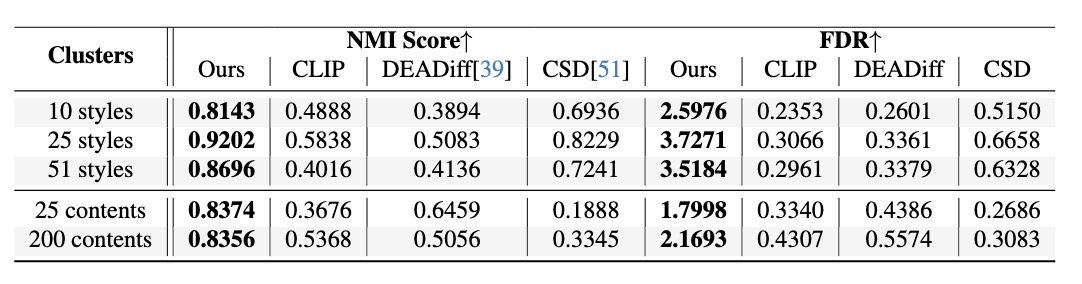 Clusters NMI Score↑ FDR↑
Ours CLIP DEADiff[39] CSD[51] Ours CLIP DEADiff CSD
10 styles 0.8143 0.4888 0.3894 0.6936 2.5976 0.2353 0.2601 0.5150
25 styles 0.9202 0.5838 0.5083 0.8229 3.7271 0.3066 0.3361 0.6658
51 styles 0.8696 0.4016 0.4136 0.7241 3.5184 0.2961 0.3379 0.6328
25 contents 0.8374 0.3676 0.6459 0.1888 1.7998 0.3340 0.4386 0.2686
200 contents 0.8356 0.5368 0.5056 0.3345 2.1693 0.4307 0.5574 0.3083